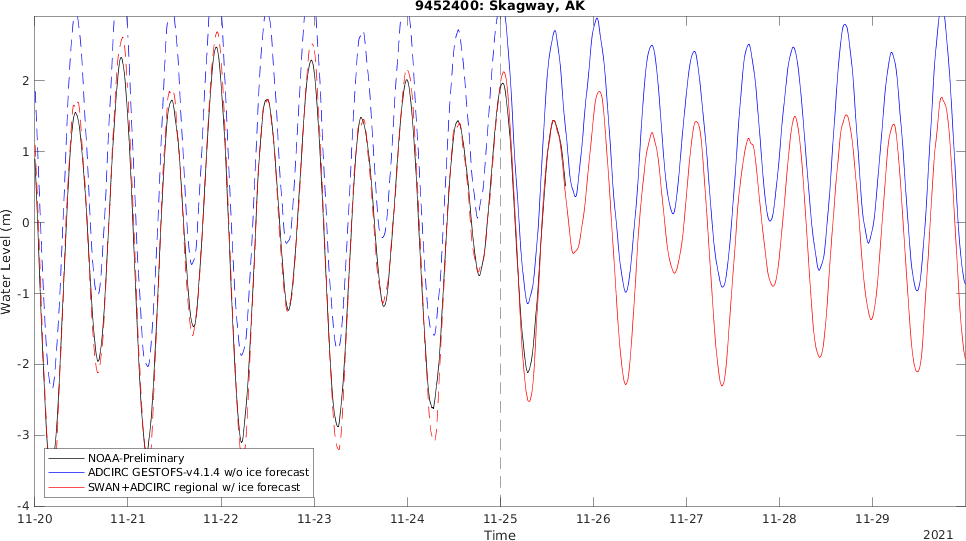 9452400: Skagway, AK
2
1
0
-1
-2
-3
-4
Water Level (m)
NOAA-Preliminary
ADCIRC GESTOFS-v4.1.4 w/o ice forecast
SWAN+ADCIRC regional w/ ice forecast
11-20 11-21 11-22 11-23 11-24 11-25 11-26 11-27 11-28 11-29
Time
2021